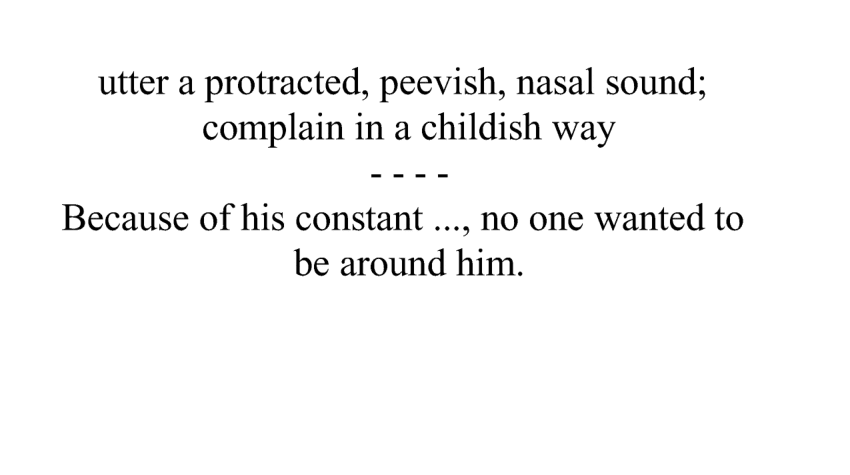 utter a protracted, peevish, nasal sound;
complain in a childish way
- - - -
Because of his constant ..., no one wanted to
be around him.